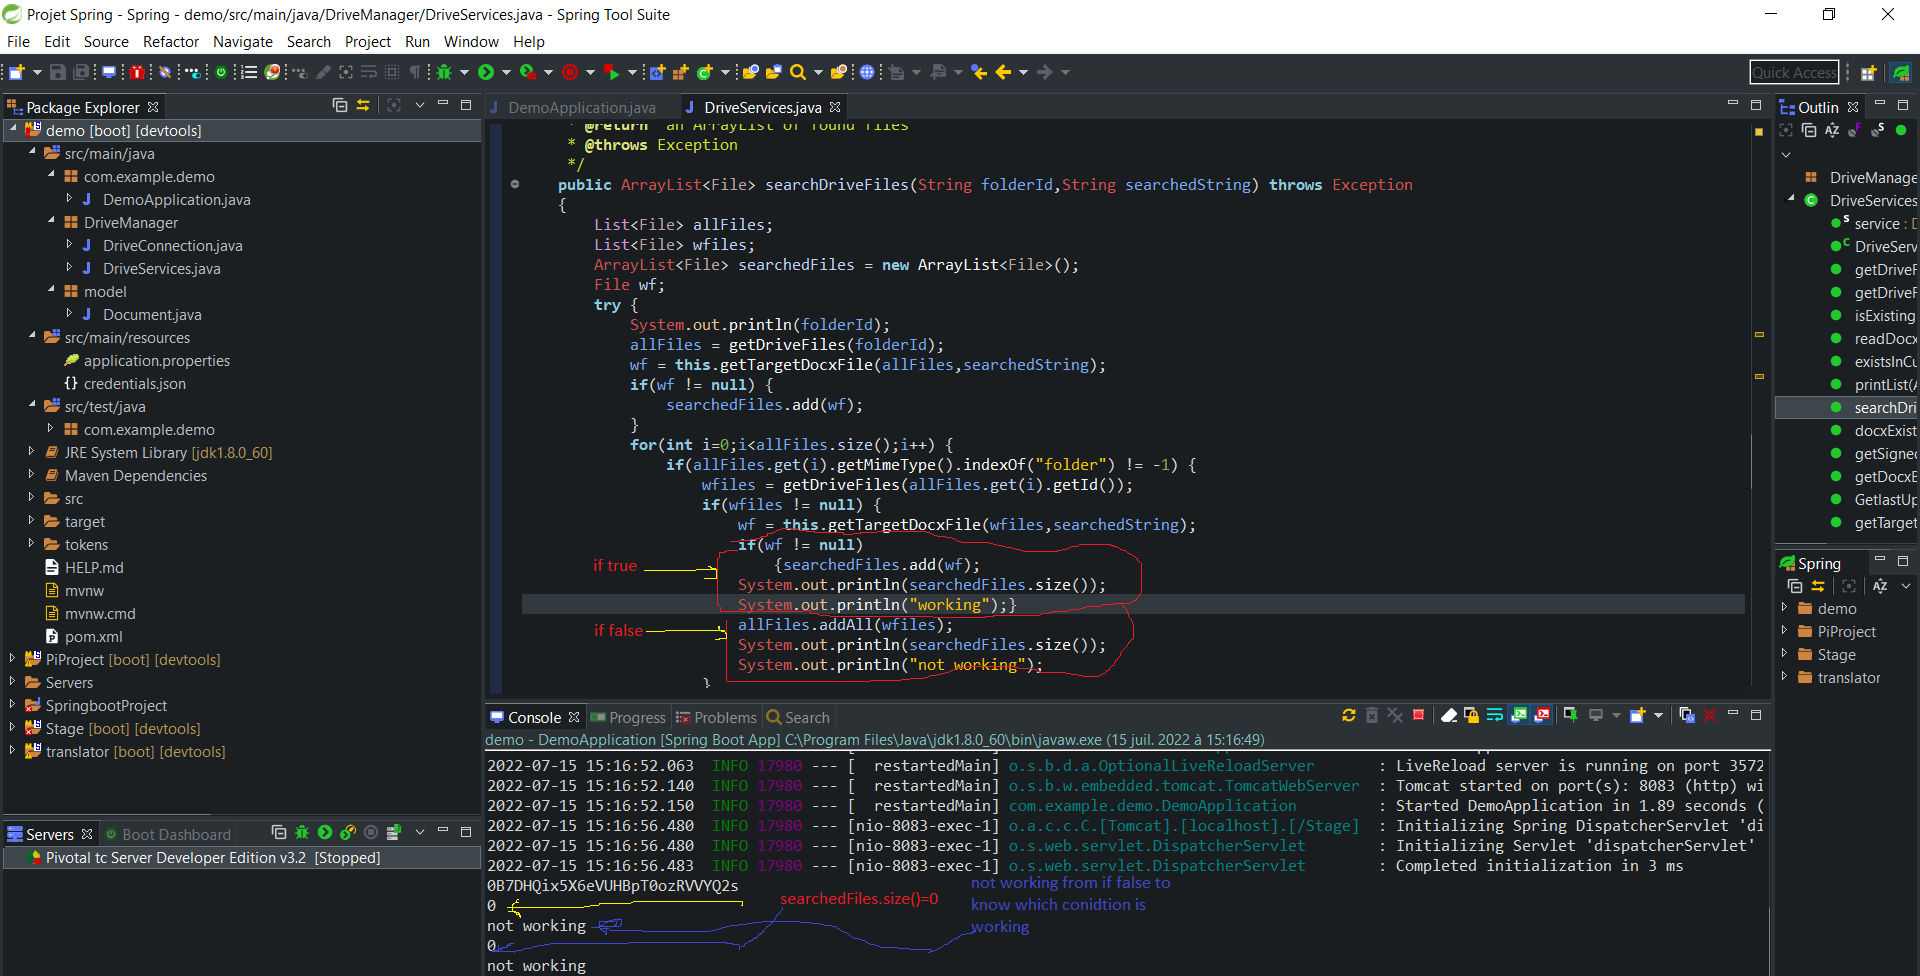 Projet Spring - Spring - demo/src/main/java/DriveManager/DriveServices.java - Spring Tool Suite
File Edit Source Refactor Navigate Search Project Run Window Help
Quick Access
Package Explorer
demo [boot] [devtools]
src/main/java
com.example.demo
DemoApplication.java
DriveManager
DriveConnection.java
DriveServices.java
model
Document.java
src/main/resources
application.properties
credentials.json
src/test/java
com.example.demo
JRE System Library [jdk1.8.0_60]
Maven Dependencies
src
target
tokens
HELP.md
mvnw
mvnw.cmd
pom.xml
PiProject [boot] [devtools]
Servers
SpringbootProject
Stage [boot] [devtools]
translator [boot] [devtools]
Servers Boot Dashboard
Pivotal tc Server Developer Edition v3.2 [Stopped]
DemoApplication.java DriveServices.java
* @return an ArrayList of found files
* @throws Exception
*/
public ArrayList<File> searchDriveFiles(String folderId,String searchedString) throws Exception
{
List<File> allFiles;
List<File> wfiles;
ArrayList<File> searchedFiles = new ArrayList<File>();
File wf;
try {
System.out.println(folderId);
allFiles = getDriveFiles(folderId);
wf = this.getTargetDocxFile(allFiles,searchedString);
if(wf != null) {
searchedFiles.add(wf);
}
for(int i=0;i<allFiles.size();i++) {
if(allFiles.get(i).getMimeType().indexOf("folder") != -1) {
wfiles = getDriveFiles(allFiles.get(i).getId());
if(wfiles != null) {
wf = this.getTargetDocxFile(wfiles,searchedString);
if(wf != null)
if true {searchedFiles.add(wf);
System.out.println(searchedFiles.size());
System.out.println("working");}
if false allFiles.addAll(wfiles);
System.out.println(searchedFiles.size());
System.out.println("not working");
}
Console Progress Problems Search
demo - DemoApplication [Spring Boot App] C:\Program Files\Java\jdk1.8.0_60\bin\javaw.exe (15 juil. 2022 à 15:16:49)
2022-07-15 15:16:52.063 INFO 17980 --- [ restartedMain] o.s.b.d.a.OptionalLiveReloadServer : LiveReload server is running on port 3572
2022-07-15 15:16:52.140 INFO 17980 --- [ restartedMain] o.s.b.w.embedded.tomcat.TomcatWebServer : Tomcat started on port(s): 8083 (http) wi
2022-07-15 15:16:52.150 INFO 17980 --- [ restartedMain] com.example.demo.DemoApplication : Started DemoApplication in 1.89 seconds (
2022-07-15 15:16:56.480 INFO 17980 --- [nio-8083-exec-1] o.a.c.c.C.[Tomcat].[localhost].[/Stage] : Initializing Spring DispatcherServlet 'di
2022-07-15 15:16:56.480 INFO 17980 --- [nio-8083-exec-1] o.s.web.servlet.DispatcherServlet : Initializing Servlet 'dispatcherServlet'
2022-07-15 15:16:56.483 INFO 17980 --- [nio-8083-exec-1] o.s.web.servlet.DispatcherServlet : Completed initialization in 3 ms
0B7DHQix5X6eVUHBpT0ozRVVYQ2s
0
not working
0
not working
searchedFiles.size()=0
not working from if false to
know which conidtion is
working
Outlin
DriveManage
DriveServices
service : D
DriveServ
getDriveF
getDriveF
isExisting
readDocx
existsInCu
printList(A
searchDri
docxExist
getSigned
getDocxE
GetlastUp
getTarget
Spring
demo
PiProject
Stage
translator